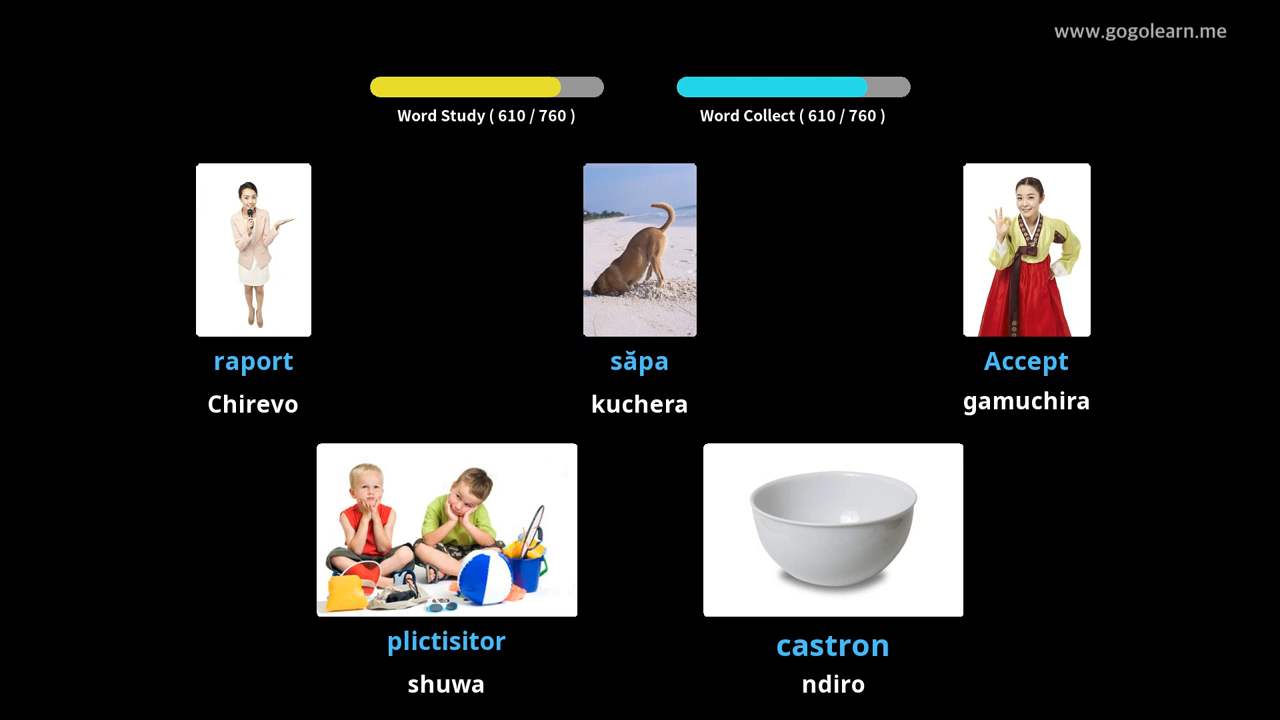 www.gogolearn.me
Word Study ( 610 / 760 )
Word Collect ( 610 / 760 )
raport
săpa
Accept
Chirevo
kuchera
gamuchira
plictisitor
castron
shuwa
ndiro